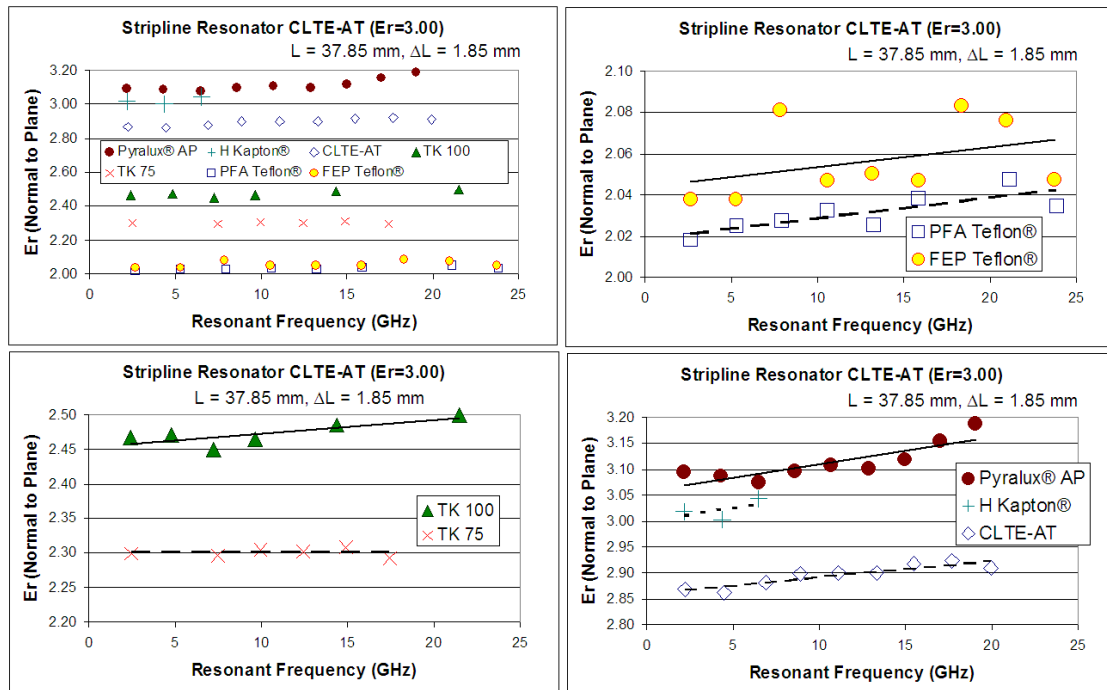 Stripline Resonator CLTE-AT (Er=3.00)
L = 37.85 mm, ΔL = 1.85 mm
Er (Normal to Plane)
3.20
3.00
2.80
2.60
2.40
2.20
2.00
Pyralux® AP
H Kapton®
CLTE-AT
TK 100
TK 75
PFA Teflon®
FEP Teflon®
0 5 10 15 20 25
Resonant Frequency (GHz)
Stripline Resonator CLTE-AT (Er=3.00)
L = 37.85 mm, ΔL = 1.85 mm
Er (Normal to Plane)
2.10
2.08
2.06
2.04
2.02
2.00
PFA Teflon®
FEP Teflon®
0 5 10 15 20 25
Resonant Frequency (GHz)
Stripline Resonator CLTE-AT (Er=3.00)
L = 37.85 mm, ΔL = 1.85 mm
Er (Normal to Plane)
2.50
2.45
2.40
2.35
2.30
2.25
2.20
TK 100
TK 75
0 5 10 15 20 25
Resonant Frequency (GHz)
Stripline Resonator CLTE-AT (Er=3.00)
L = 37.85 mm, ΔL = 1.85 mm
Er (Normal to Plane)
3.20
3.15
3.10
3.05
3.00
2.95
2.90
2.85
2.80
Pyralux® AP
H Kapton®
CLTE-AT
0 5 10 15 20 25
Resonant Frequency (GHz)